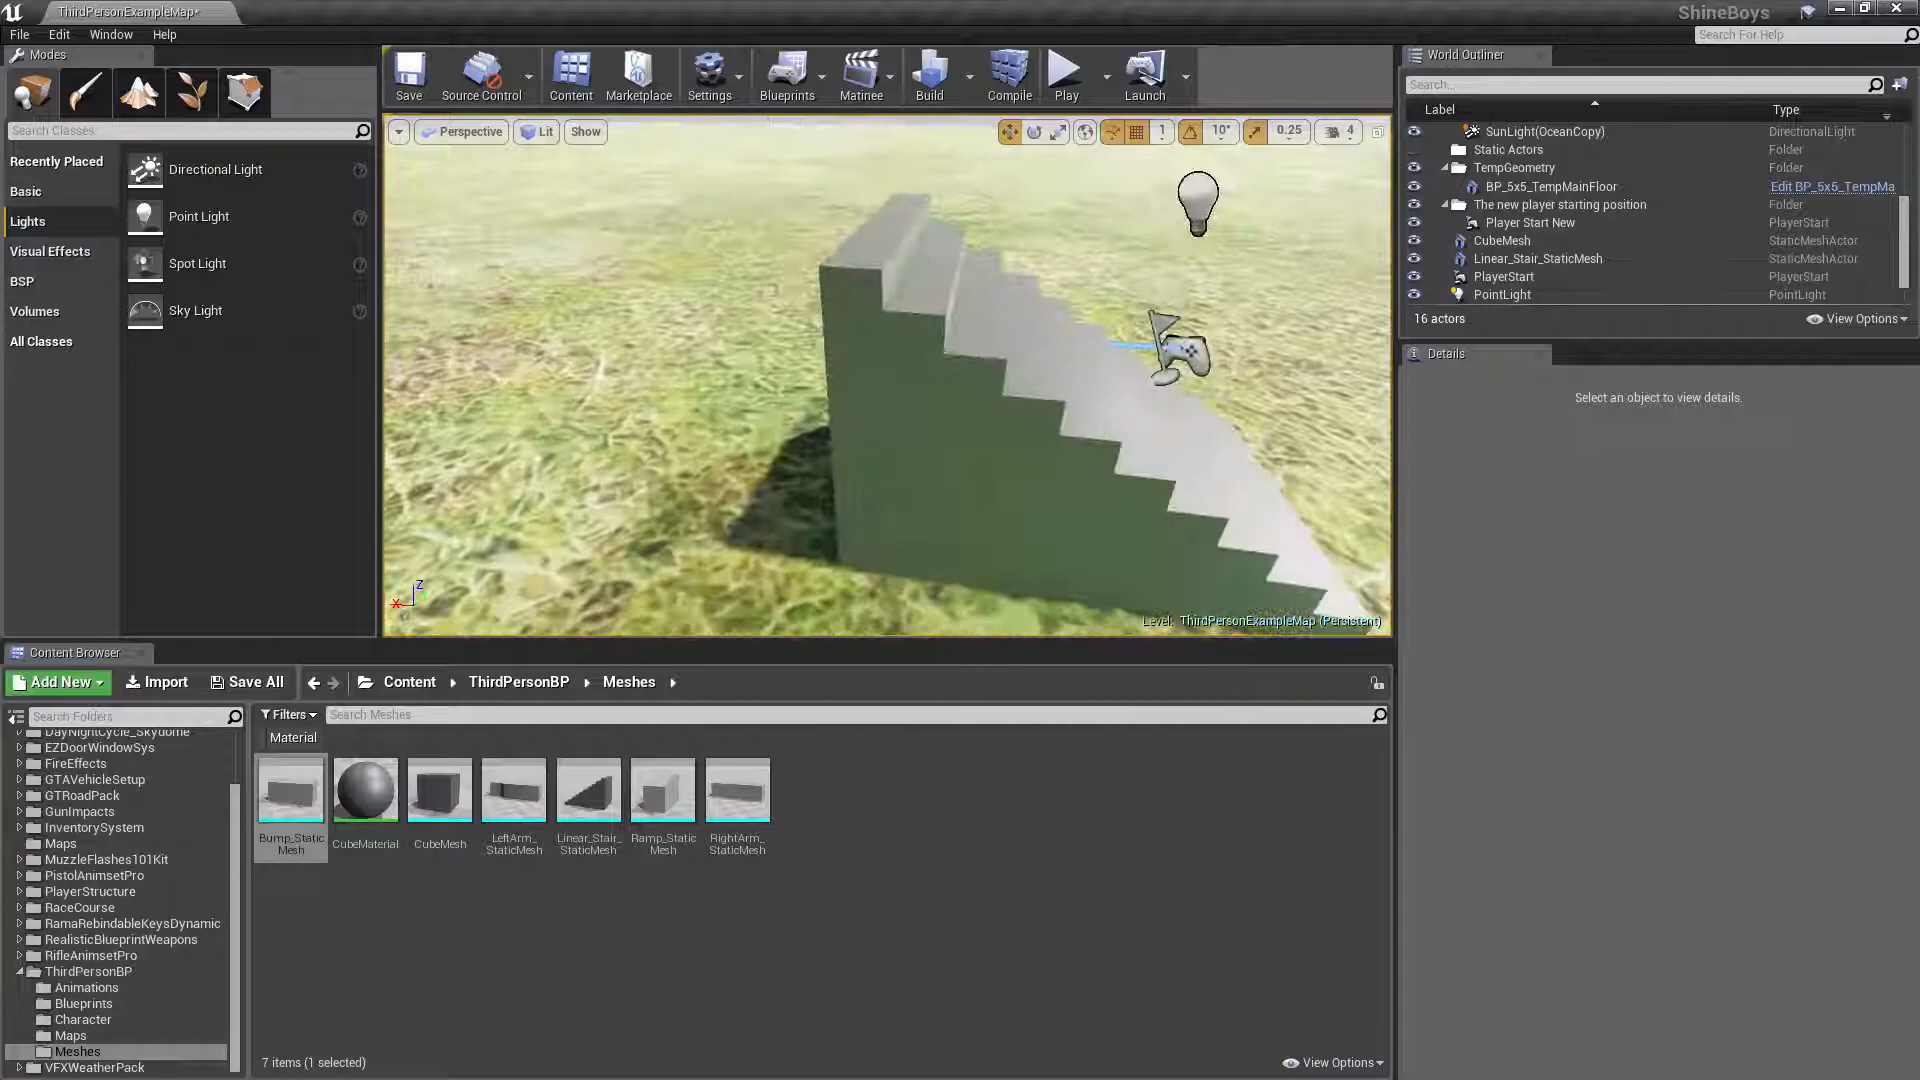 ThirdPersonExampleMap*
ShineBoys
File Edit Window Help
Search For Help
Modes
Search Classes
Recently Placed
Basic
Lights
Visual Effects
BSP
Volumes
All Classes
Directional Light
Point Light
Spot Light
Sky Light
Save Source Control Content Marketplace Settings Blueprints Matinee Build Compile Play Launch
Perspective Lit Show
1 10° 0.25 4
X
Z
Level: ThirdPersonExampleMap (Persistent)
World Outliner
Search...
Label Type
SunLight(OceanCopy) DirectionalLight
Static Actors Folder
TempGeometry Folder
BP_5x5_TempMainFloor Edit BP_5x5_TempMa
The new player starting position Folder
Player Start New PlayerStart
CubeMesh StaticMeshActor
Linear_Stair_StaticMesh StaticMeshActor
PlayerStart PlayerStart
PointLight PointLight
16 actors View Options
Details
Select an object to view details.
Content Browser
Add New Import Save All Content ThirdPersonBP Meshes
Search Folders
DayNightCycle_Skydome
EZDoorWindowSys
FireEffects
GTAVehicleSetup
GTRoadPack
GunImpacts
InventorySystem
Maps
MuzzleFlashes101Kit
PistolAnimsetPro
PlayerStructure
RaceCourse
RamaRebindableKeysDynamic
RealisticBlueprintWeapons
RifleAnimsetPro
ThirdPersonBP
Animations
Blueprints
Character
Maps
Meshes
VFXWeatherPack
Filters Search Meshes
Material
Bump_Static
Mesh
CubeMaterial
CubeMesh
LeftArm_
StaticMesh
Linear_Stair_
StaticMesh
Ramp_Static
Mesh
RightArm_
StaticMesh
7 items (1 selected) View Options